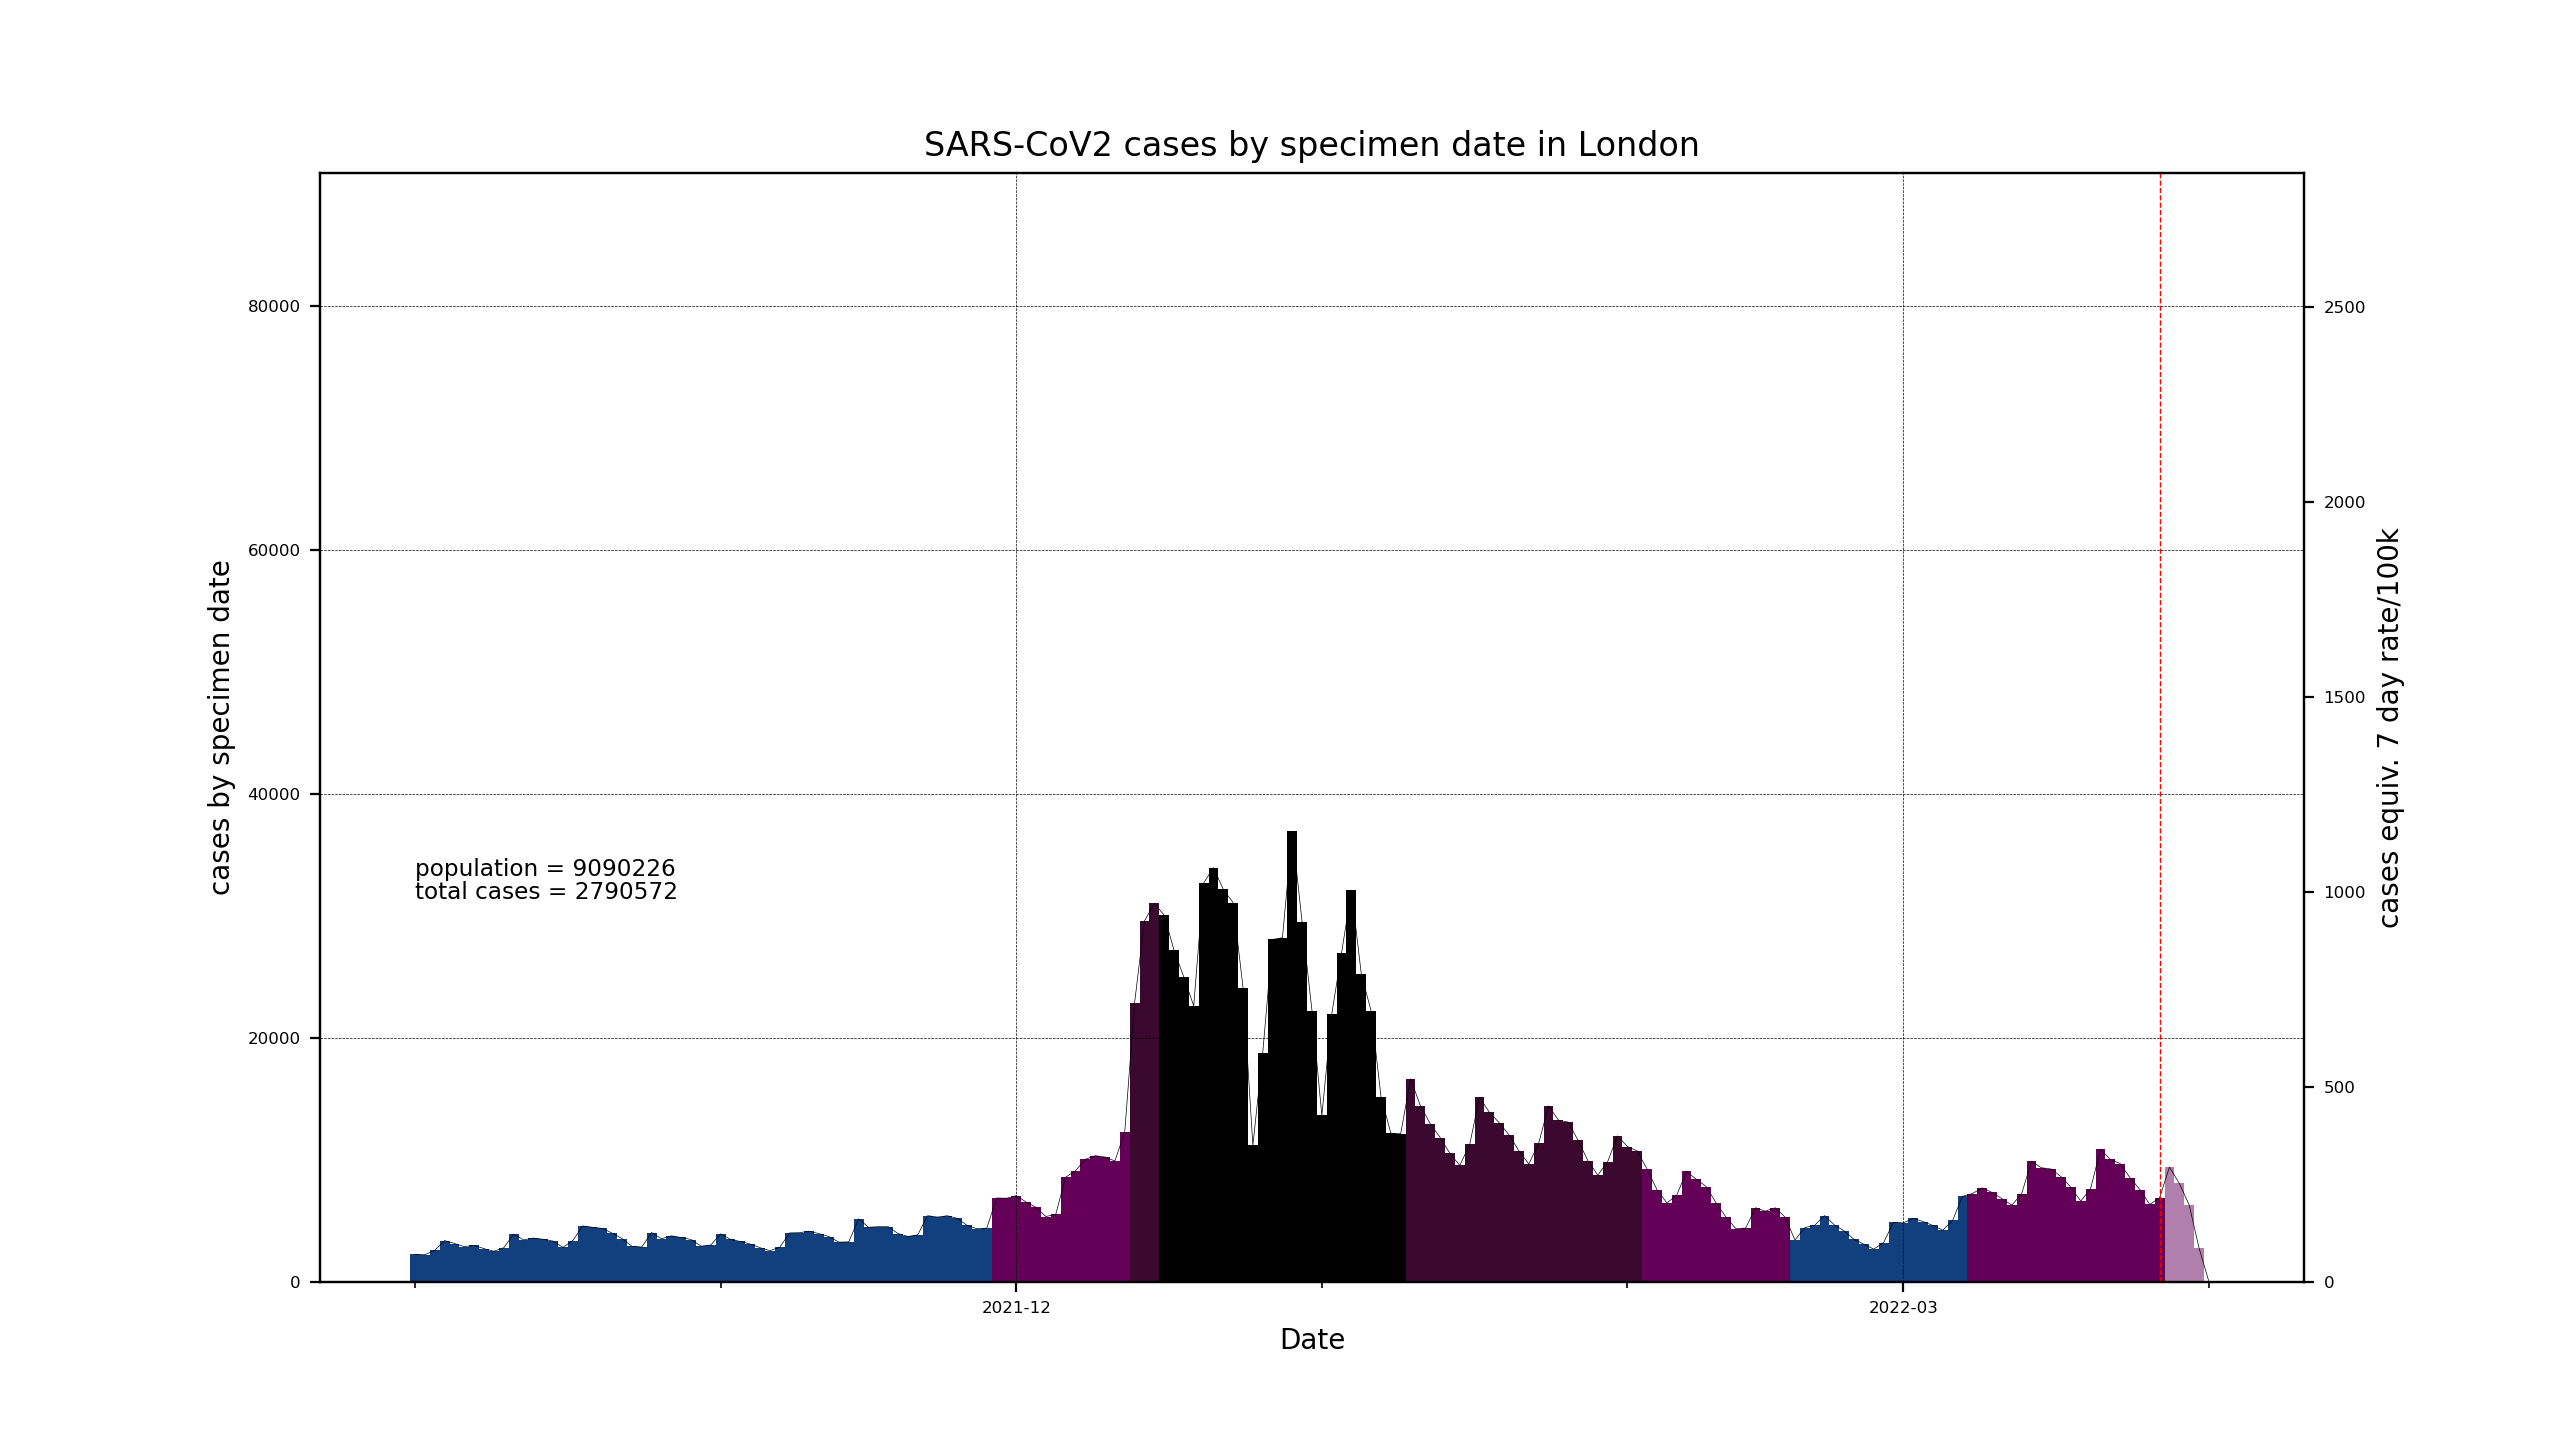 SARS-CoV2 cases by specimen date in London
cases by specimen date
80000
60000
40000
20000
0
population = 9090226
total cases = 2790572
2500
2000
1500
1000
500
0
cases equiv. 7 day rate/100k
2021-12
2022-03
Date